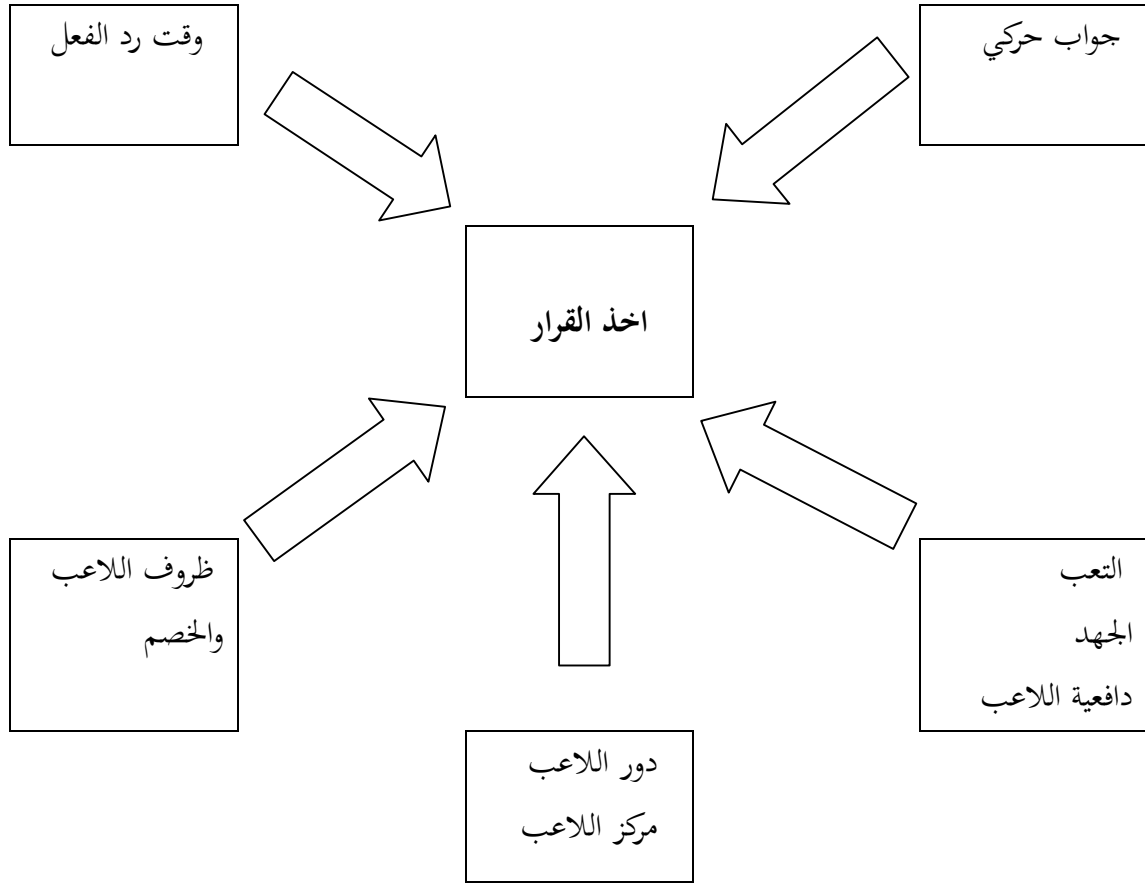 جواب حركي
وقت رد الفعل
اخذ القرار
التعب
الجهد
دافعية اللاعب
ظروف اللاعب
والخصم
دور اللاعب
مركز اللاعب